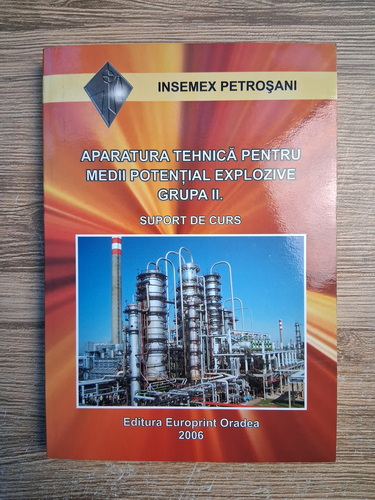 INSEMEX PETROŞANI
APARATURA TEHNICĂ PENTRU
MEDII POTENŢIAL EXPLOZIVE
GRUPA II.
SUPORT DE CURS
Editura Europrint Oradea
2006